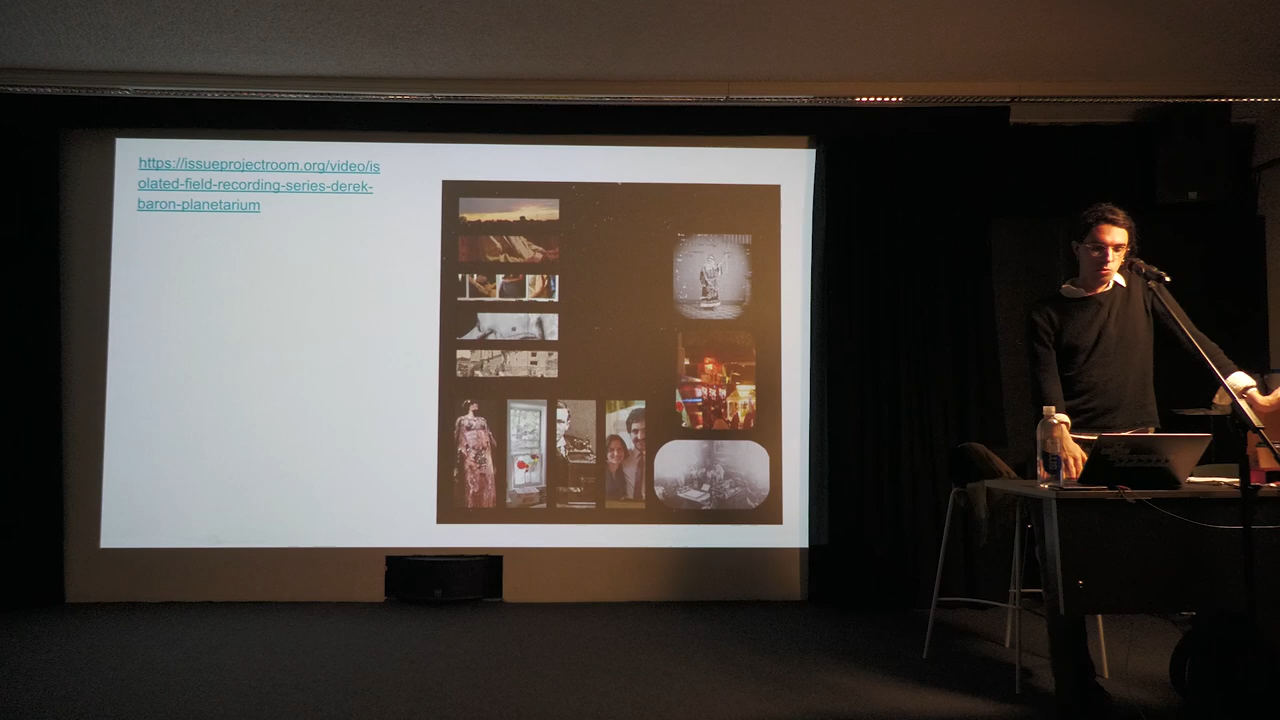 https://issueprojectroom.org/video/is
olated-field-recording-series-derek-
baron-planetarium